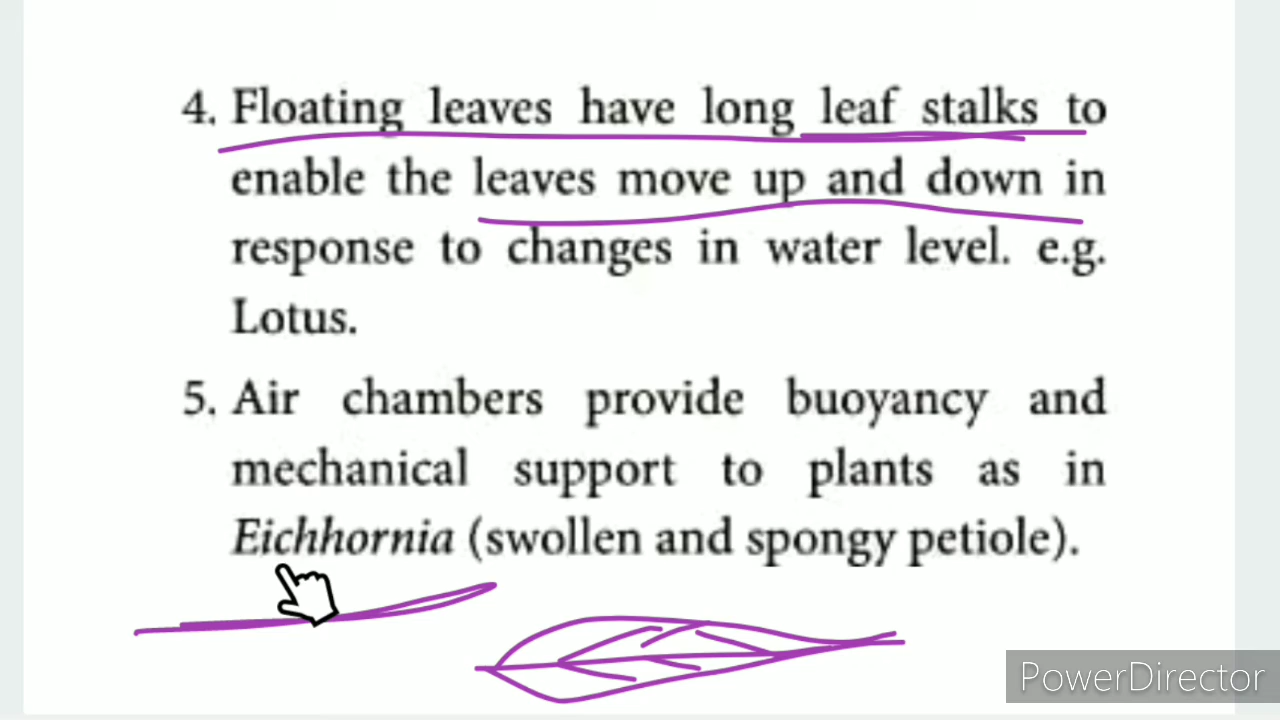 4. Floating leaves have long leaf stalks to
enable the leaves move up and down in
response to changes in water level. e.g.
Lotus.
5. Air chambers provide buoyancy and
mechanical support to plants as in
Eichhornia (swollen and spongy petiole).
PowerDirector